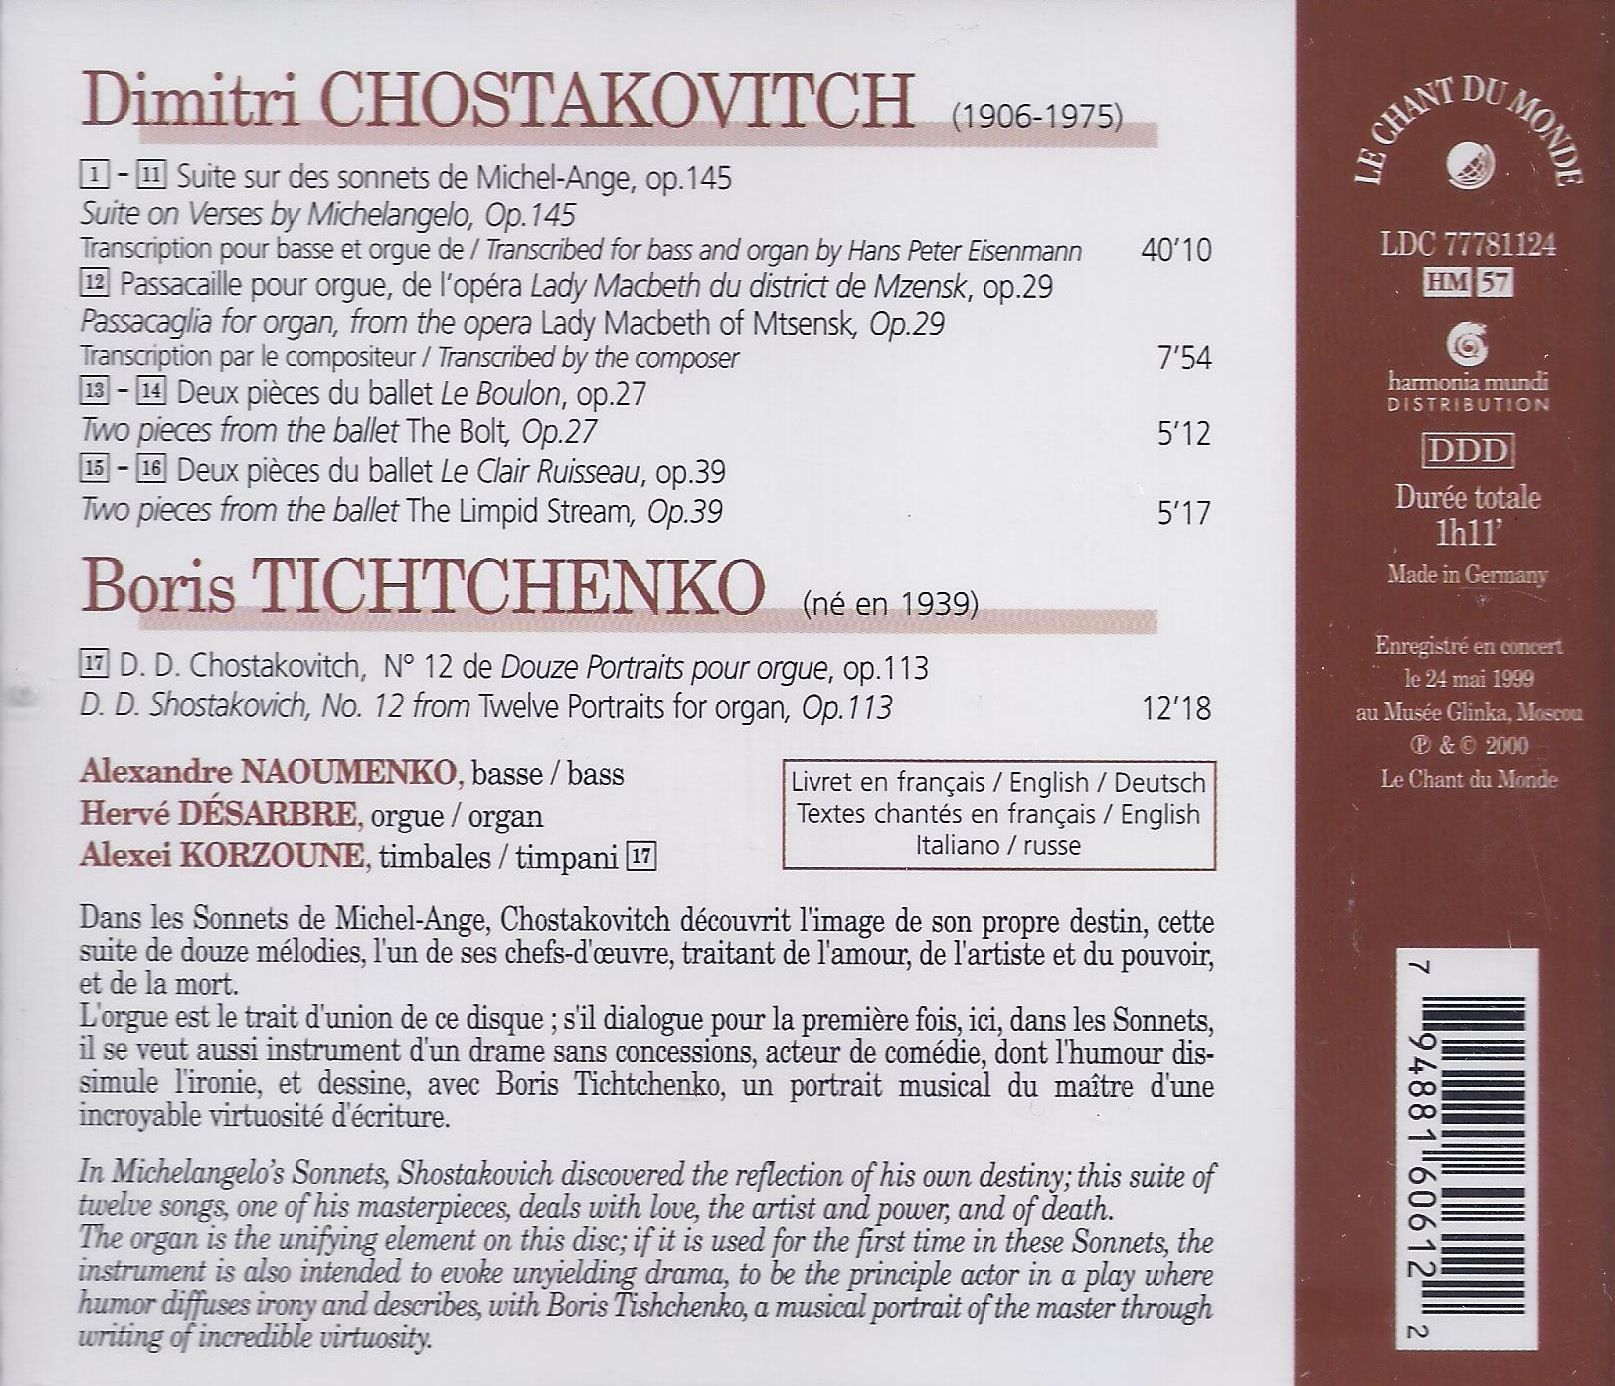 Dimitri CHOSTAKOVITCH (1906-1975)
1 - 11 Suite sur des sonnets de Michel-Ange, op.145
Suite on Verses by Michelangelo, Op.145
Transcription pour basse et orgue de / Transcribed for bass and organ by Hans Peter Eisenmann 40'10
12 Passacaille pour orgue, de l'opéra Lady Macbeth du district de Mzensk, op.29
Passacaglia for organ, from the opera Lady Macbeth of Mtsensk, Op.29
Transcription par le compositeur / Transcribed by the composer 7'54
13 - 14 Deux pièces du ballet Le Boulon, op.27
Two pieces from the ballet The Bolt, Op.27 5'12
15 - 16 Deux pièces du ballet Le Clair Ruisseau, op.39
Two pieces from the ballet The Limpid Stream, Op.39 5'17
Boris TICHTCHENKO (né en 1939)
17 D. D. Chostakovitch, N° 12 de Douze Portraits pour orgue, op.113
D. D. Shostakovich, No. 12 from Twelve Portraits for organ, Op.113 12'18
Alexandre NAOUMENKO, basse / bass
Hervé DÉSARBRE, orgue / organ
Alexei KORZOUNE, timbales / timpani 17
Livret en français / English / Deutsch
Textes chantés en français / English
Italiano / russe
Dans les Sonnets de Michel-Ange, Chostakovitch découvrit l'image de son propre destin, cette
suite de douze mélodies, l'un de ses chefs-d'œuvre, traitant de l'amour, de l'artiste et du pouvoir,
et de la mort.
L'orgue est le trait d'union de ce disque ; s'il dialogue pour la première fois, ici, dans les Sonnets,
il se veut aussi instrument d'un drame sans concessions, acteur de comédie, dont l'humour dis-
simule l'ironie, et dessine, avec Boris Tichtchenko, un portrait musical du maître d'une
incroyable virtuosité d'écriture.
In Michelangelo's Sonnets, Shostakovich discovered the reflection of his own destiny; this suite of
twelve songs, one of his masterpieces, deals with love, the artist and power, and of death.
The organ is the unifying element on this disc; if it is used for the first time in these Sonnets, the
instrument is also intended to evoke unyielding drama, to be the principle actor in a play where
humor diffuses irony and describes, with Boris Tishchenko, a musical portrait of the master through
writing of incredible virtuosity.
LE CHANT DU MONDE
LDC 77781124
HM 57
harmonia mundi
DISTRIBUTION
DDD
Durée totale
1h11'
Made in Germany
Enregistré en concert
le 24 mai 1999
au Musée Glinka, Moscou
℗ & © 2000
Le Chant du Monde
7 94881 60612 2